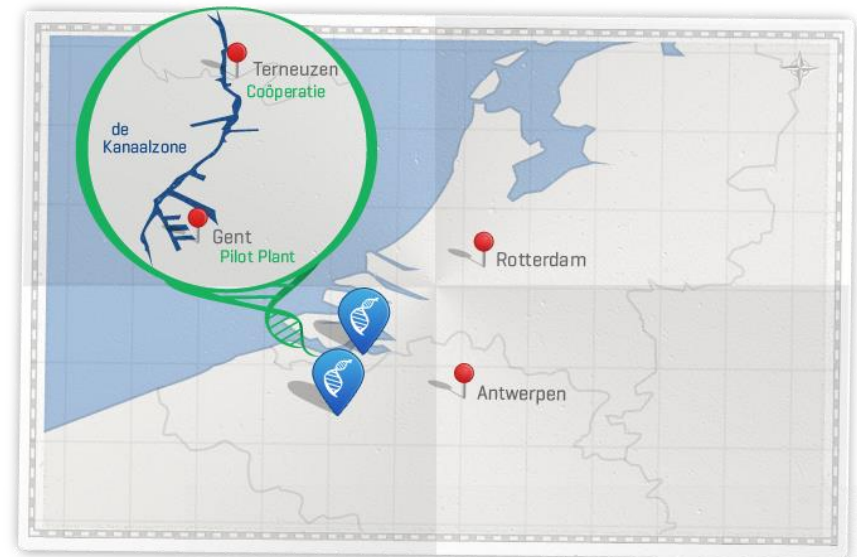 Terneuzen
Coöperatie
de
Kanaalzone
Gent
Pilot Plant
Rotterdam
Antwerpen